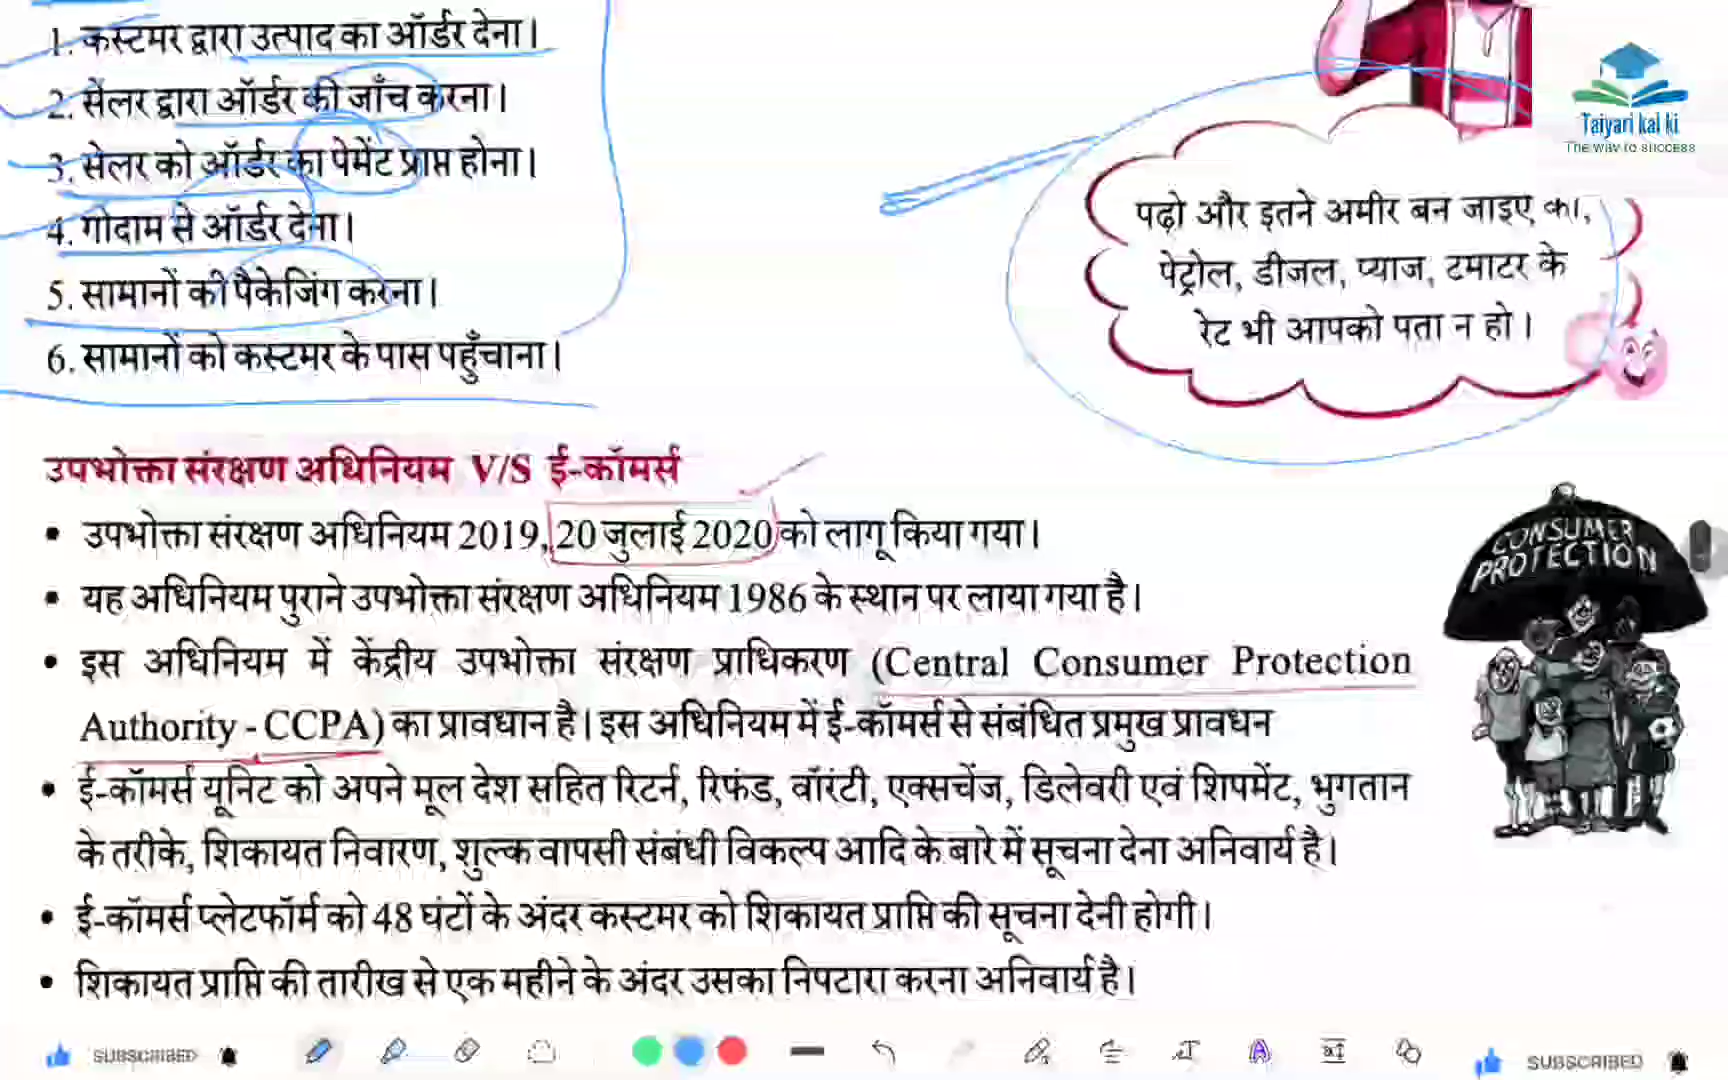 1. कस्टमर द्वारा उत्पाद का ऑर्डर देना।
2. सेलर द्वारा ऑर्डर की जाँच करना।
3. सेलर को ऑर्डर का पेमेंट प्राप्त होना।
4. गोदाम से ऑर्डर देना।
5. सामानों की पैकेजिंग करना।
6. सामानों को कस्टमर के पास पहुँचाना।
Taiyari kal ki
The way to success
पढ़ो और इतने अमीर बन जाइए का,
पेट्रोल, डीजल, प्याज, टमाटर के
रेट भी आपको पता न हो।
उपभोक्ता संरक्षण अधिनियम V/S ई-कॉमर्स
• उपभोक्ता संरक्षण अधिनियम 2019, 20 जुलाई 2020 को लागू किया गया।
• यह अधिनियम पुराने उपभोक्ता संरक्षण अधिनियम 1986 के स्थान पर लाया गया है।
• इस अधिनियम में केंद्रीय उपभोक्ता संरक्षण प्राधिकरण (Central Consumer Protection
Authority - CCPA) का प्रावधान है। इस अधिनियम में ई-कॉमर्स से संबंधित प्रमुख प्रावधन
• ई-कॉमर्स यूनिट को अपने मूल देश सहित रिटर्न, रिफंड, वॉरंटी, एक्सचेंज, डिलेवरी एवं शिपमेंट, भुगतान
के तरीके, शिकायत निवारण, शुल्क वापसी संबंधी विकल्प आदि के बारे में सूचना देना अनिवार्य है।
• ई-कॉमर्स प्लेटफॉर्म को 48 घंटों के अंदर कस्टमर को शिकायत प्राप्ति की सूचना देनी होगी।
• शिकायत प्राप्ति की तारीख से एक महीने के अंदर उसका निपटारा करना अनिवार्य है।
CONSUMER
PROTECTION
SUBSCRIBED
SUBSCRIBED